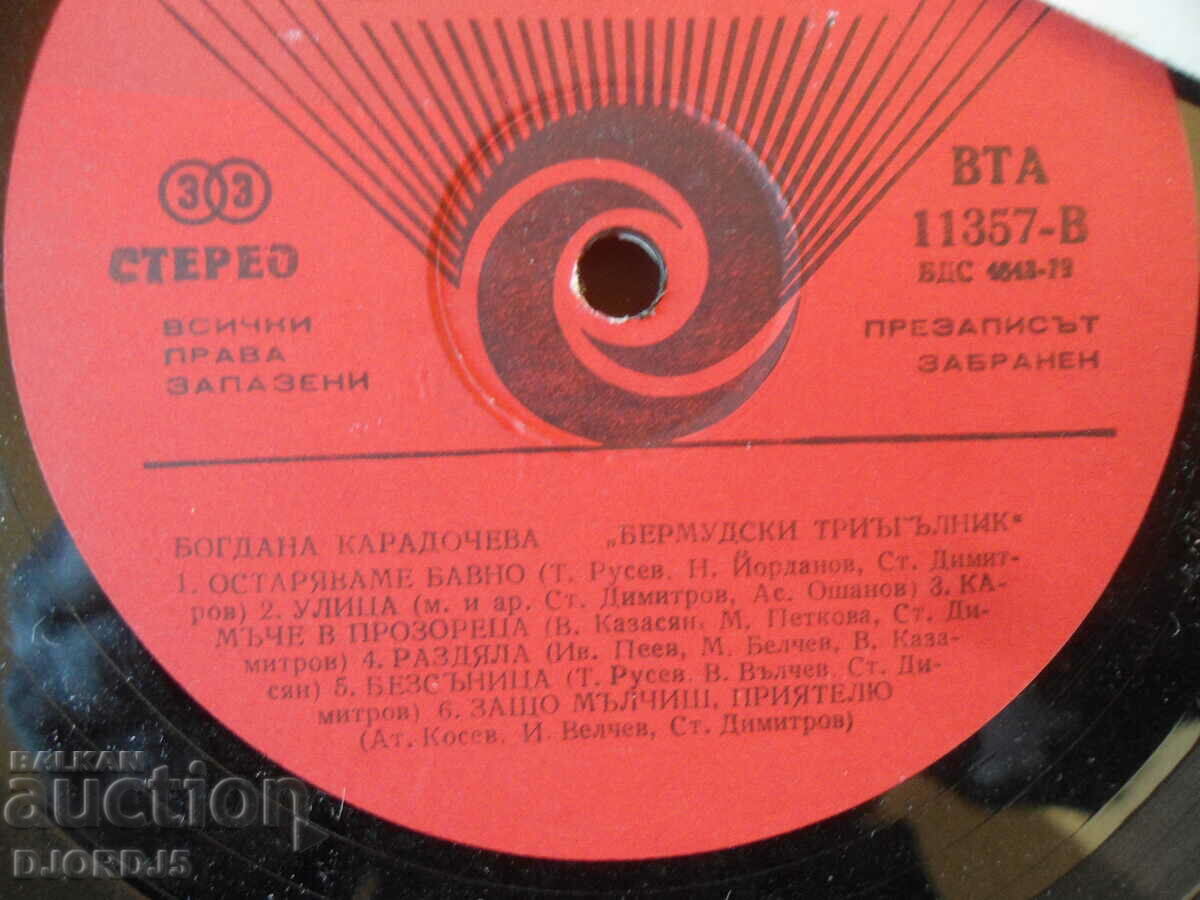 33
СТЕРЕО
ВСИЧКИ
ПРАВА
ЗАПАЗЕНИ
ВТА
11357-В
БДС 4643-79
ПРЕЗАПИСЪТ
ЗАБРАНЕН
БОГДАНА КАРАДОЧЕВА „БЕРМУДСКИ ТРИЪГЪЛНИК“
1. ОСТАРЯВАМЕ БАВНО (Т. Русев, Н. Йорданов, Ст. Димит-
ров) 2. УЛИЦА (м. и ар. Ст. Димитров, Ас. Ошанов) 3. КА-
МЪЧЕ В ПРОЗОРЕЦА (В. Казасян, М. Петкова, Ст. Ди-
митров) 4. РАЗДЯЛА (Ив. Пеев, М. Белчев, В. Каза-
сян) 5. БЕЗСЪНИЦА (Т. Русев, В. Вълчев, Ст. Ди-
митров) 6. ЗАЩО МЪЛЧИШ, ПРИЯТЕЛЮ
(Ат. Косев, И. Велчев, Ст. Димитров)
BALKAN
auction
DJORDJ5